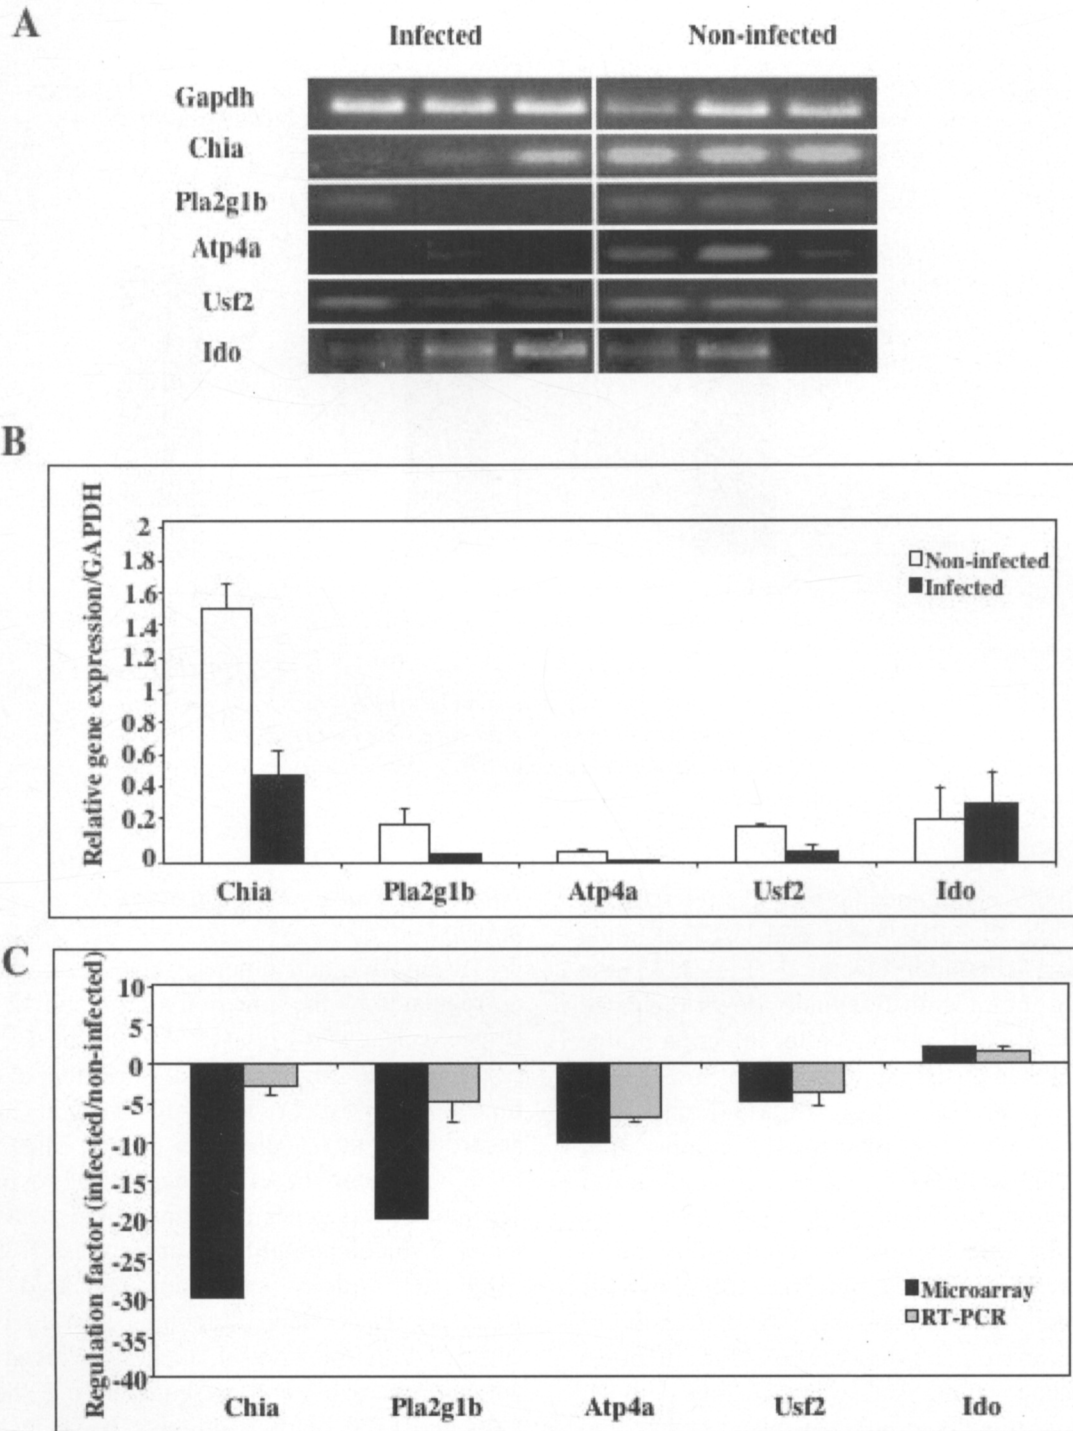 A
Infected Non-infected
Gapdh
Chia
Pla2g1b
Atp4a
Usf2
Ido
B
Relative gene expression/GAPDH
2
1.8
1.6
1.4
1.2
1
0.8
0.6
0.4
0.2
0
Non-infected
Infected
Chia Pla2g1b Atp4a Usf2 Ido
C
Regulation factor (infected/non-infected)
10
5
0
-5
-10
-15
-20
-25
-30
-35
-40
Microarray
RT-PCR
Chia Pla2g1b Atp4a Usf2 Ido